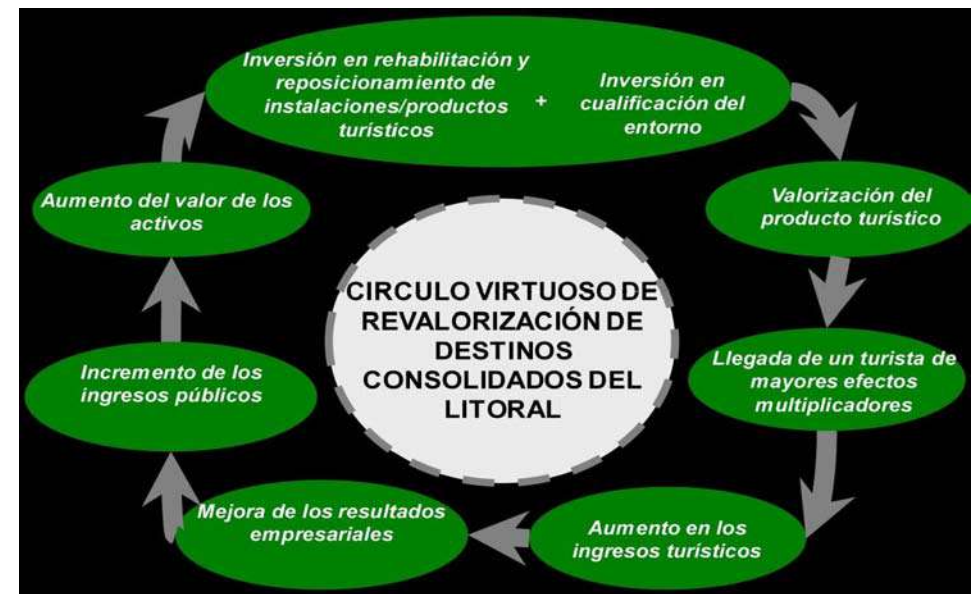 Inversión en rehabilitación y
reposicionamiento de
instalaciones/productos
turísticos
+
Inversión en
cualificación del
entorno
Valorización del
producto turístico
Llegada de un turista de
mayores efectos
multiplicadores
Aumento en los
ingresos turísticos
Mejora de los resultados
empresariales
Incremento de los
ingresos públicos
Aumento del valor de los
activos
CIRCULO VIRTUOSO DE
REVALORIZACIÓN DE
DESTINOS
CONSOLIDADOS DEL
LITORAL